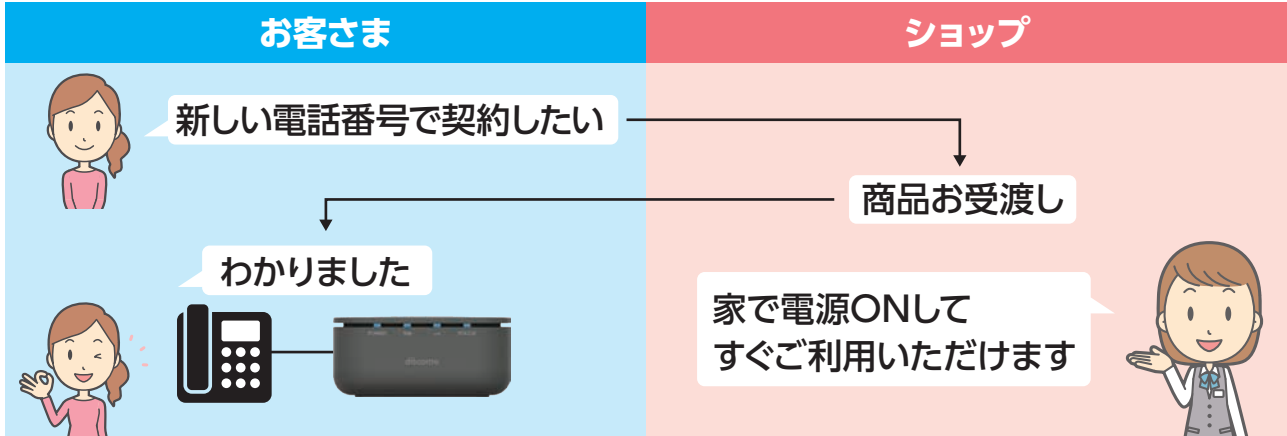 お客さま
ショップ
新しい電話番号で契約したい
商品お受渡し
わかりました
家で電源ONして
すぐご利用いただけます
docomo